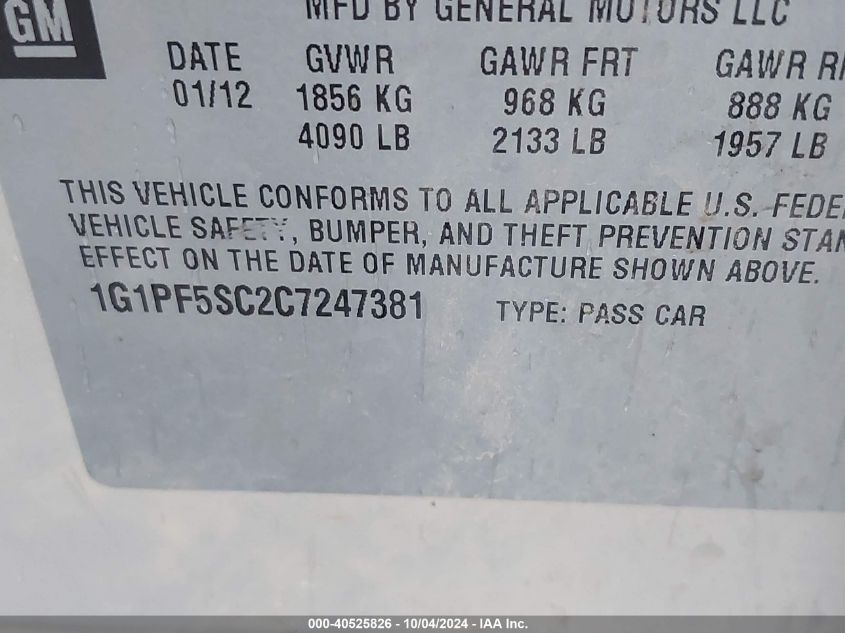 GM
MFD BY GENERAL MOTORS LLC
DATE GVWR GAWR FRT GAWR
01/12 1856 KG 968 KG 888 KG
4090 LB 2133 LB 1957 LB
THIS VEHICLE CONFORMS TO ALL APPLICABLE U.S. FEDE
VEHICLE SAFETY, BUMPER, AND THEFT PREVENTION STAN
EFFECT ON THE DATE OF MANUFACTURE SHOWN ABOVE.
1G1PF5SC2C7247381 TYPE: PASS CAR
000-40525826 - 10/04/2024 - IAA Inc.